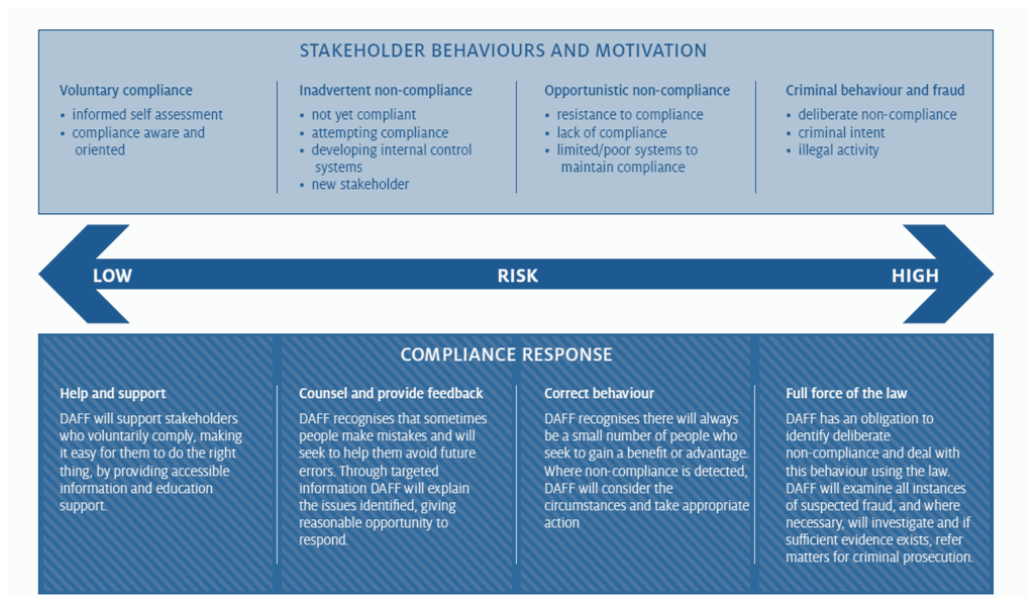 STAKEHOLDER BEHAVIOURS AND MOTIVATION
Voluntary compliance
• informed self assessment
• compliance aware and
oriented
Inadvertent non-compliance
• not yet compliant
• attempting compliance
• developing internal control
systems
• new stakeholder
Opportunistic non-compliance
• resistance to compliance
• lack of compliance
• limited/poor systems to
maintain compliance
Criminal behaviour and fraud
• deliberate non-compliance
• criminal intent
• illegal activity
LOW RISK HIGH
COMPLIANCE RESPONSE
Help and support
DAFF will support stakeholders
who voluntarily comply, making
it easy for them to do the right
thing, by providing accessible
information and education
support.
Counsel and provide feedback
DAFF recognises that sometimes
people make mistakes and will
seek to help them avoid future
errors. Through targeted
information DAFF will explain
the issues identified, giving
reasonable opportunity to
respond.
Correct behaviour
DAFF recognises there will always
be a small number of people who
seek to gain a benefit or advantage.
Where non-compliance is detected,
DAFF will consider the
circumstances and take appropriate
action
Full force of the law
DAFF has an obligation to
identify deliberate
non-compliance and deal with
this behaviour using the law.
DAFF will examine all instances
of suspected fraud, and where
necessary, will investigate and if
sufficient evidence exists, refer
matters for criminal prosecution.